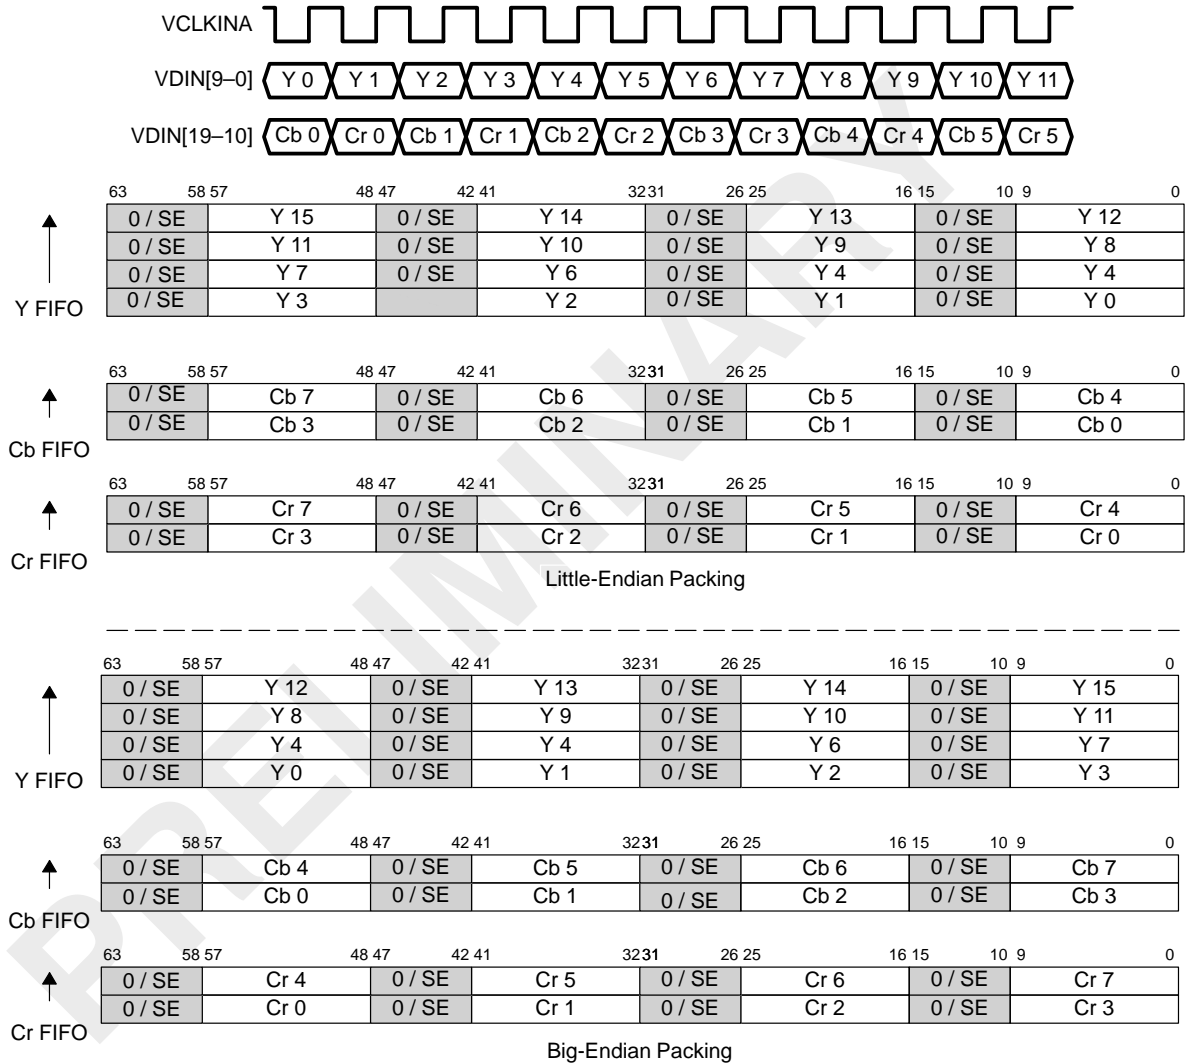 VCLKINA
VDIN[9–0] Y 0 Y 1 Y 2 Y 3 Y 4 Y 5 Y 6 Y 7 Y 8 Y 9 Y 10 Y 11
VDIN[19–10] Cb 0 Cr 0 Cb 1 Cr 1 Cb 2 Cr 2 Cb 3 Cr 3 Cb 4 Cr 4 Cb 5 Cr 5
63 58 57 48 47 42 41 32 31 26 25 16 15 10 9 0
0 / SE Y 15 0 / SE Y 14 0 / SE Y 13 0 / SE Y 12
0 / SE Y 11 0 / SE Y 10 0 / SE Y 9 0 / SE Y 8
0 / SE Y 7 0 / SE Y 6 0 / SE Y 4 0 / SE Y 4
0 / SE Y 3 Y 2 0 / SE Y 1 0 / SE Y 0
Y FIFO
63 58 57 48 47 42 41 32 31 26 25 16 15 10 9 0
0 / SE Cb 7 0 / SE Cb 6 0 / SE Cb 5 0 / SE Cb 4
0 / SE Cb 3 0 / SE Cb 2 0 / SE Cb 1 0 / SE Cb 0
Cb FIFO
63 58 57 48 47 42 41 32 31 26 25 16 15 10 9 0
0 / SE Cr 7 0 / SE Cr 6 0 / SE Cr 5 0 / SE Cr 4
0 / SE Cr 3 0 / SE Cr 2 0 / SE Cr 1 0 / SE Cr 0
Cr FIFO
Little-Endian Packing
63 58 57 48 47 42 41 32 31 26 25 16 15 10 9 0
0 / SE Y 12 0 / SE Y 13 0 / SE Y 14 0 / SE Y 15
0 / SE Y 8 0 / SE Y 9 0 / SE Y 10 0 / SE Y 11
0 / SE Y 4 0 / SE Y 4 0 / SE Y 6 0 / SE Y 7
0 / SE Y 0 0 / SE Y 1 0 / SE Y 2 0 / SE Y 3
Y FIFO
63 58 57 48 47 42 41 32 31 26 25 16 15 10 9 0
0 / SE Cb 4 0 / SE Cb 5 0 / SE Cb 6 0 / SE Cb 7
0 / SE Cb 0 0 / SE Cb 1 0 / SE Cb 2 0 / SE Cb 3
Cb FIFO
63 58 57 48 47 42 41 32 31 26 25 16 15 10 9 0
0 / SE Cr 4 0 / SE Cr 5 0 / SE Cr 6 0 / SE Cr 7
0 / SE Cr 0 0 / SE Cr 1 0 / SE Cr 2 0 / SE Cr 3
Cr FIFO
Big-Endian Packing
PRELIMINARY